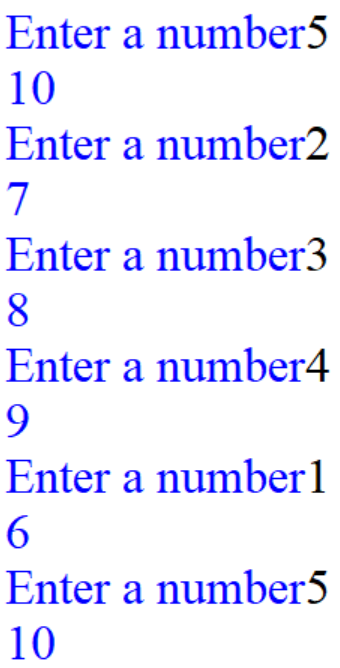 Enter a number5
10
Enter a number2
7
Enter a number3
8
Enter a number4
9
Enter a number1
6
Enter a number5
10